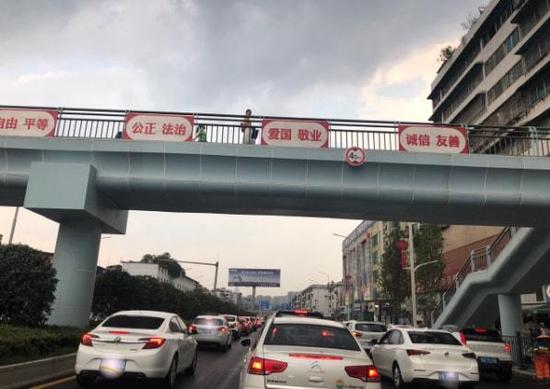 自由 平等
公正 法治
爱国 敬业
诚信 友善